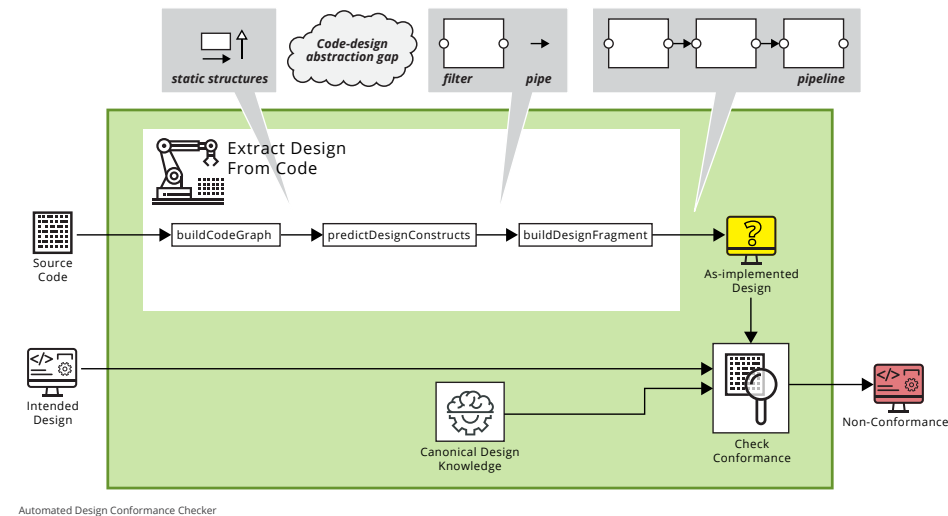 static structures
Code-design
abstraction gap
filter
pipe
pipeline
Extract Design
From Code
buildCodeGraph
predictDesignConstructs
buildDesignFragment
?
Source
Code
As-implemented
Design
</>
Intended
Design
</>
Non-Conformance
Canonical Design
Knowledge
Check
Conformance
Automated Design Conformance Checker